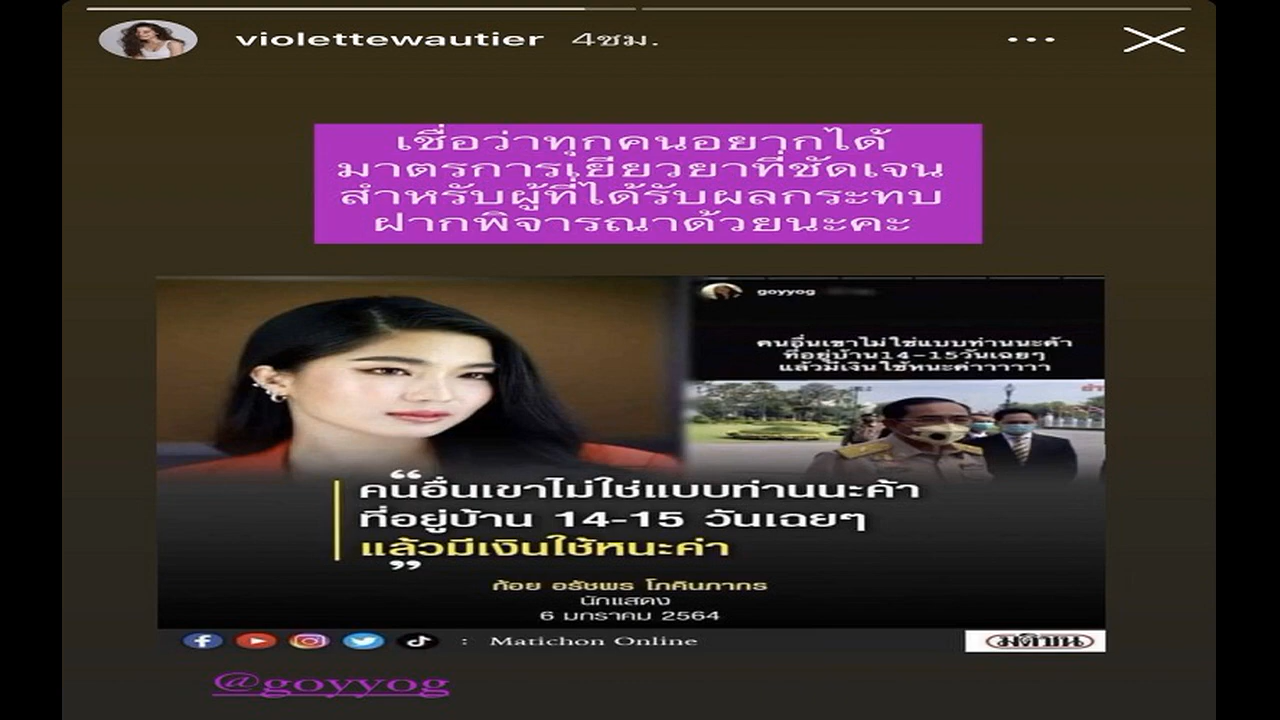 violettewautier 4ชม.
เชื่อว่าทุกคนอยากได้
มาตรการเยียวยาที่ชัดเจน
สำหรับผู้ที่ได้รับผลกระทบ
ฝากพิจารณาด้วยนะคะ
goyyog
คนอื่นเขาไม่ใช่แบบท่านนะค้า
ที่อยู่บ้าน14-15วันเฉยๆ
แล้วมีเงินใช้หนะค่าาาาาาา
“
คนอื่นเขาไม่ใช่แบบท่านนะค้า
ที่อยู่บ้าน 14-15 วันเฉยๆ
แล้วมีเงินใช้หนะค่า
”
ก้อย อรัชพร โภคินภากร
นักแสดง
6 มกราคม 2564
: Matichon Online
มติชน
@goyyog